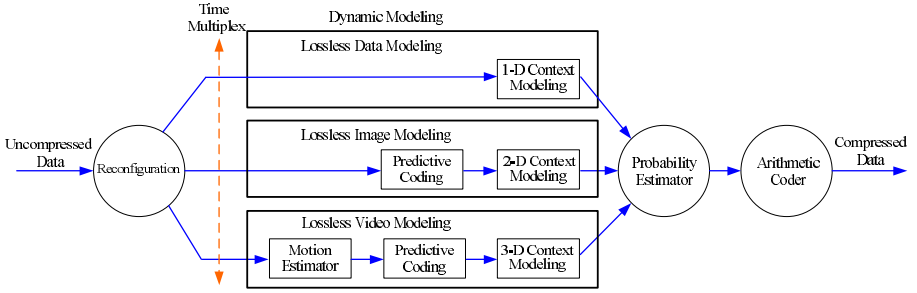 Time
Multiplex
Dynamic Modeling
Lossless Data Modeling
1-D Context
Modeling
Uncompressed
Data
Reconfiguration
Lossless Image Modeling
Predictive
Coding
2-D Context
Modeling
Probability
Estimator
Arithmetic
Coder
Compressed
Data
Lossless Video Modeling
Motion
Estimator
Predictive
Coding
3-D Context
Modeling